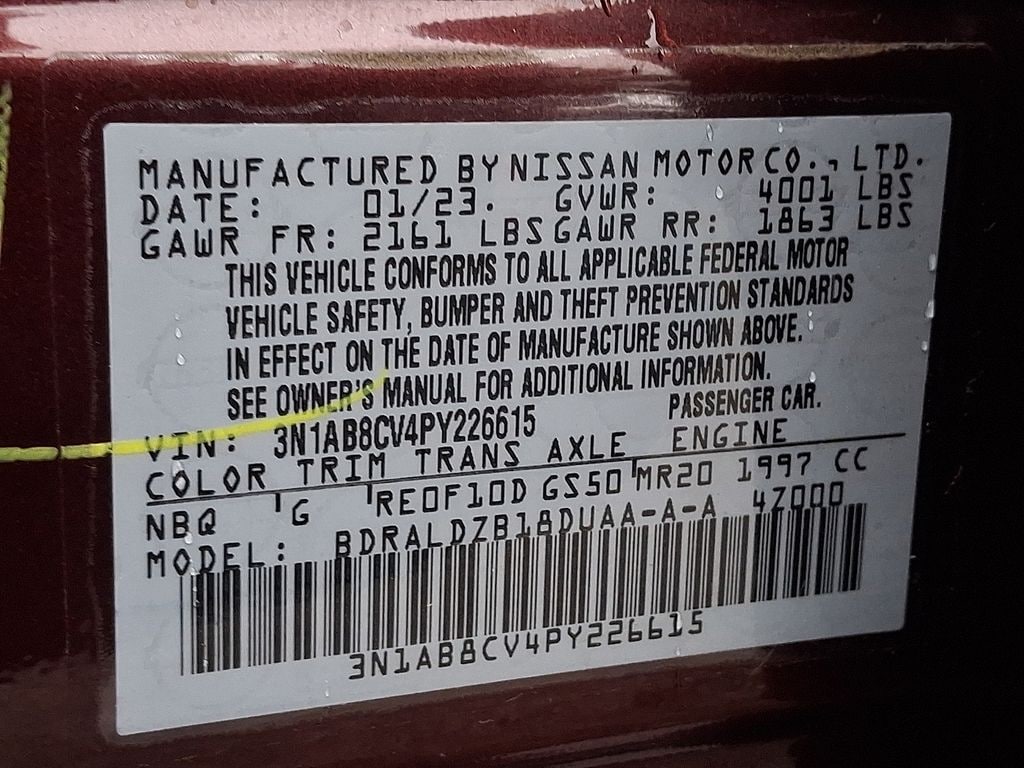 MANUFACTURED BY NISSAN MOTOR CO., LTD.
DATE: 01/23. GVWR: 4001 LBS
GAWR FR: 2161 LBS GAWR RR: 1863 LBS
THIS VEHICLE CONFORMS TO ALL APPLICABLE FEDERAL MOTOR
VEHICLE SAFETY, BUMPER AND THEFT PREVENTION STANDARDS
IN EFFECT ON THE DATE OF MANUFACTURE SHOWN ABOVE.
SEE OWNER'S MANUAL FOR ADDITIONAL INFORMATION.
VIN: 3N1AB8CV4PY226615 PASSENGER CAR.
COLOR TRIM TRANS AXLE ENGINE
NBQ G RE0F10D GS50 MR20 1997 CC
MODEL: BDRALDZB18DUAA-A-A 4Z000
3N1AB8CV4PY226615